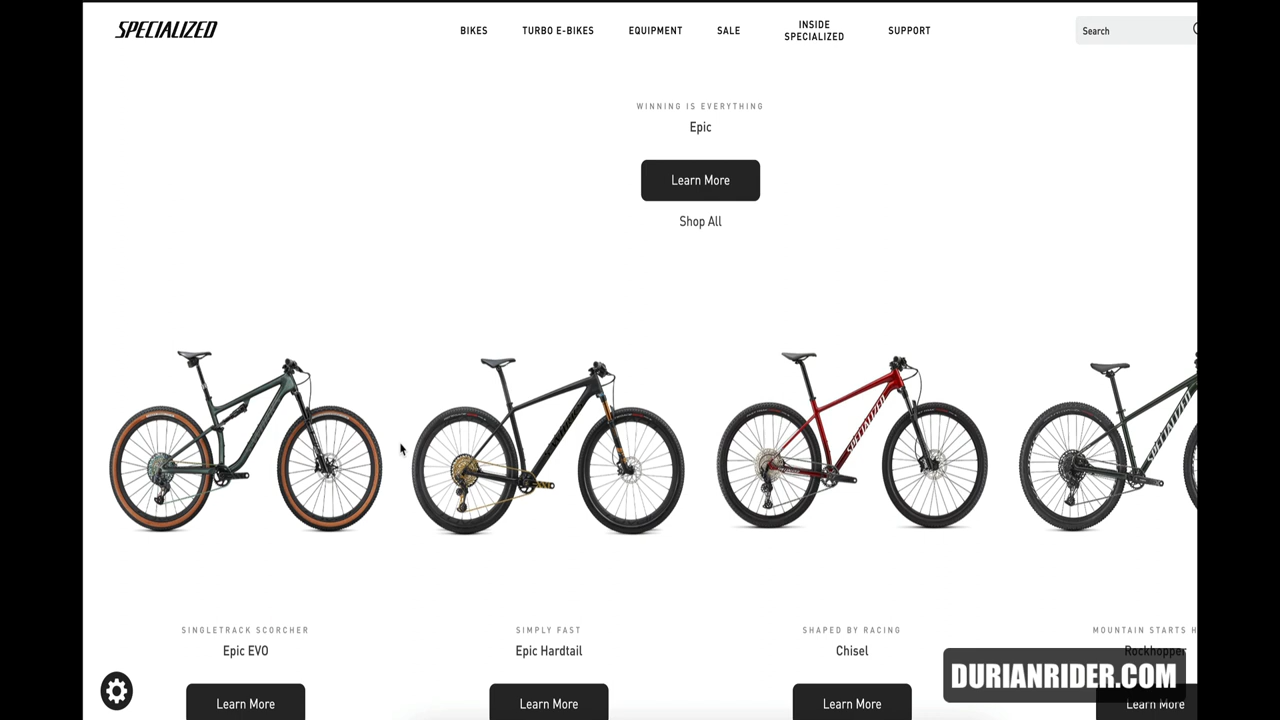 SPECIALIZED
BIKES
TURBO E-BIKES
EQUIPMENT
SALE
INSIDE
SPECIALIZED
SUPPORT
Search
WINNING IS EVERYTHING
Epic
Learn More
Shop All
SPECIALIZED
SPECIALIZED
SINGLETRACK SCORCHER
Epic EVO
Learn More
SIMPLY FAST
Epic Hardtail
Learn More
SHAPED BY RACING
Chisel
Learn More
MOUNTAIN STARTS H
Rockhopper
Learn More
DURIANRIDER.COM